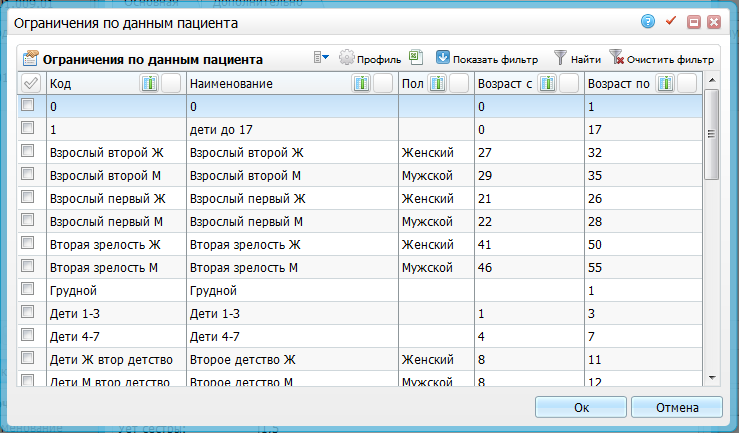 Ограничения по данным пациента
Ограничения по данным пациента Профиль Показать фильтр Найти Очистить фильтр
Код Наименование Пол Возраст с Возраст по
0 0 0 1
1 дети до 17 0 17
Взрослый второй Ж Взрослый второй Ж Женский 27 32
Взрослый второй М Взрослый второй М Мужской 29 35
Взрослый первый Ж Взрослый первый Ж Женский 21 26
Взрослый первый М Взрослый первый М Мужской 22 28
Вторая зрелость Ж Вторая зрелость Ж Женский 41 50
Вторая зрелость М Вторая зрелость М Мужской 46 55
Грудной Грудной 1
Дети 1-3 Дети 1-3 1 3
Дети 4-7 Дети 4-7 4 7
Дети Ж втор детство Второе детство Ж Женский 8 11
Дети М втор детство Второе детство М Мужской 8 12
Ок Отмена